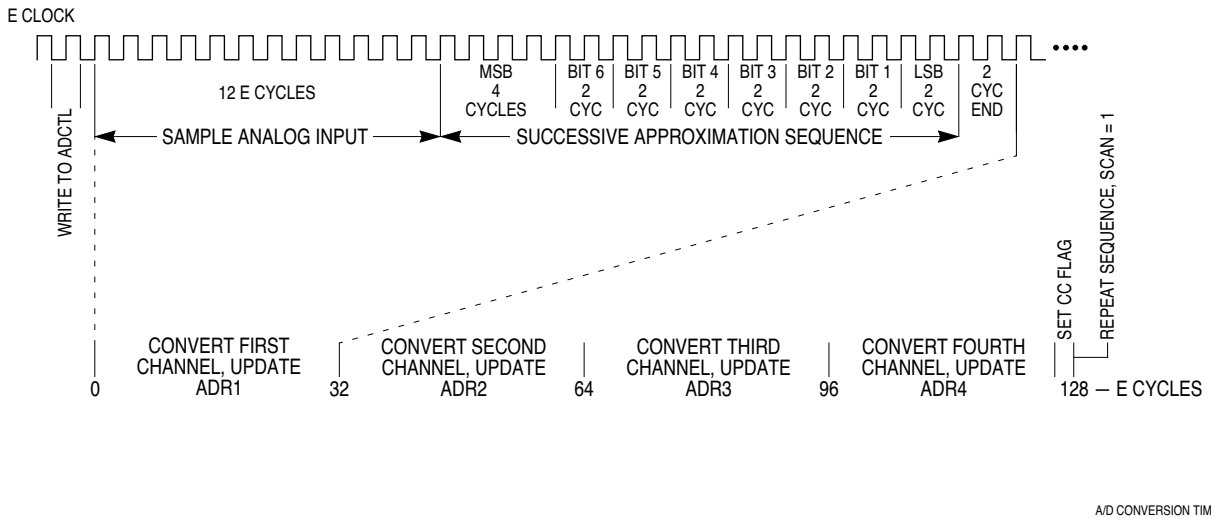 E CLOCK
12 E CYCLES
MSB
4
CYCLES
BIT 6
2
CYC
BIT 5
2
CYC
BIT 4
2
CYC
BIT 3
2
CYC
BIT 2
2
CYC
BIT 1
2
CYC
LSB
2
CYC
2
CYC
END
WRITE TO ADCTL
SAMPLE ANALOG INPUT
SUCCESSIVE APPROXIMATION SEQUENCE
SET CC FLAG
REPEAT SEQUENCE, SCAN = 1
CONVERT FIRST
CHANNEL, UPDATE
ADR1
CONVERT SECOND
CHANNEL, UPDATE
ADR2
CONVERT THIRD
CHANNEL, UPDATE
ADR3
CONVERT FOURTH
CHANNEL, UPDATE
ADR4
0
32
64
96
128 — E CYCLES
A/D CONVERSION TIM